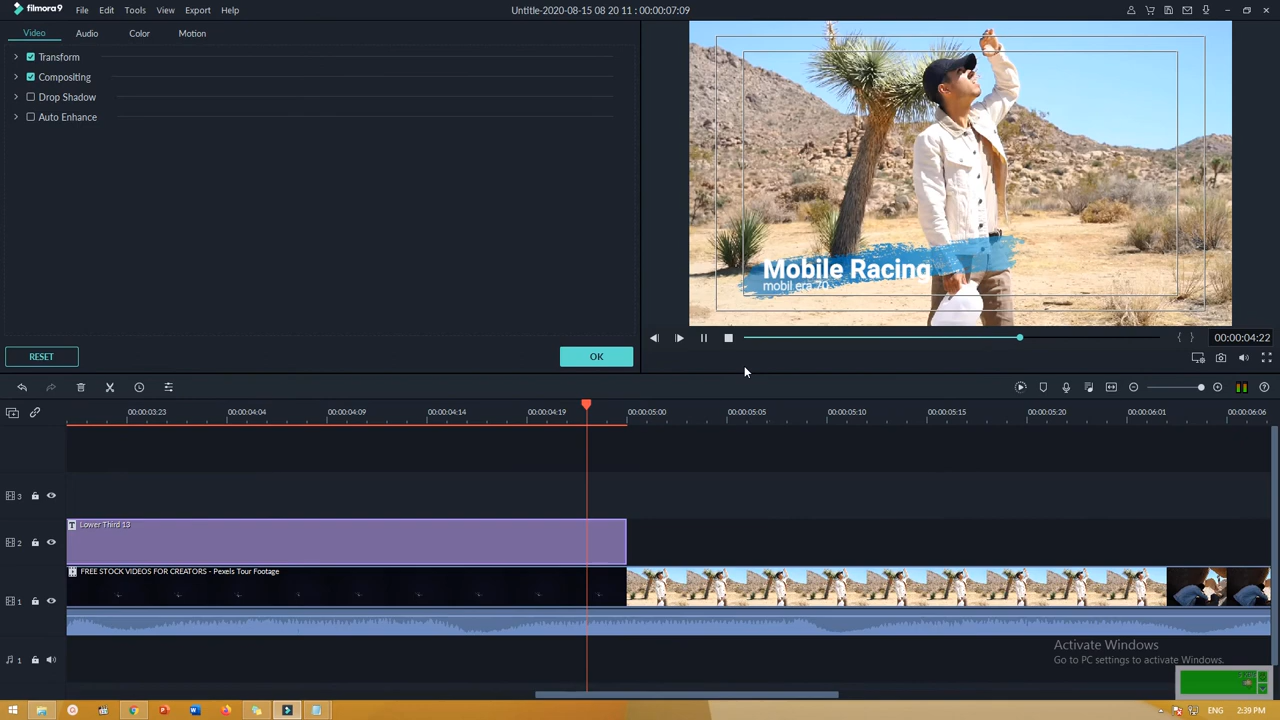 filmora9 File Edit Tools View Export Help
Untitle-2020-08-15 08 20 11 : 00:00:07:09
Video Audio Color Motion
Transform
Compositing
Drop Shadow
Auto Enhance
Mobile Racing
mobil era 70
RESET
OK
00:00:04:22
00:00:03:23 00:00:04:04 00:00:04:09 00:00:04:14 00:00:04:19 00:00:05:00 00:00:05:05 00:00:05:10 00:00:05:15 00:00:05:20 00:00:06:01 00:00:06:06
3
T Lower Third 13
2
FREE STOCK VIDEOS FOR CREATORS - Pexels Tour Footage
1
Activate Windows
Go to PC settings to activate Windows.
1
ENG 2:39 PM